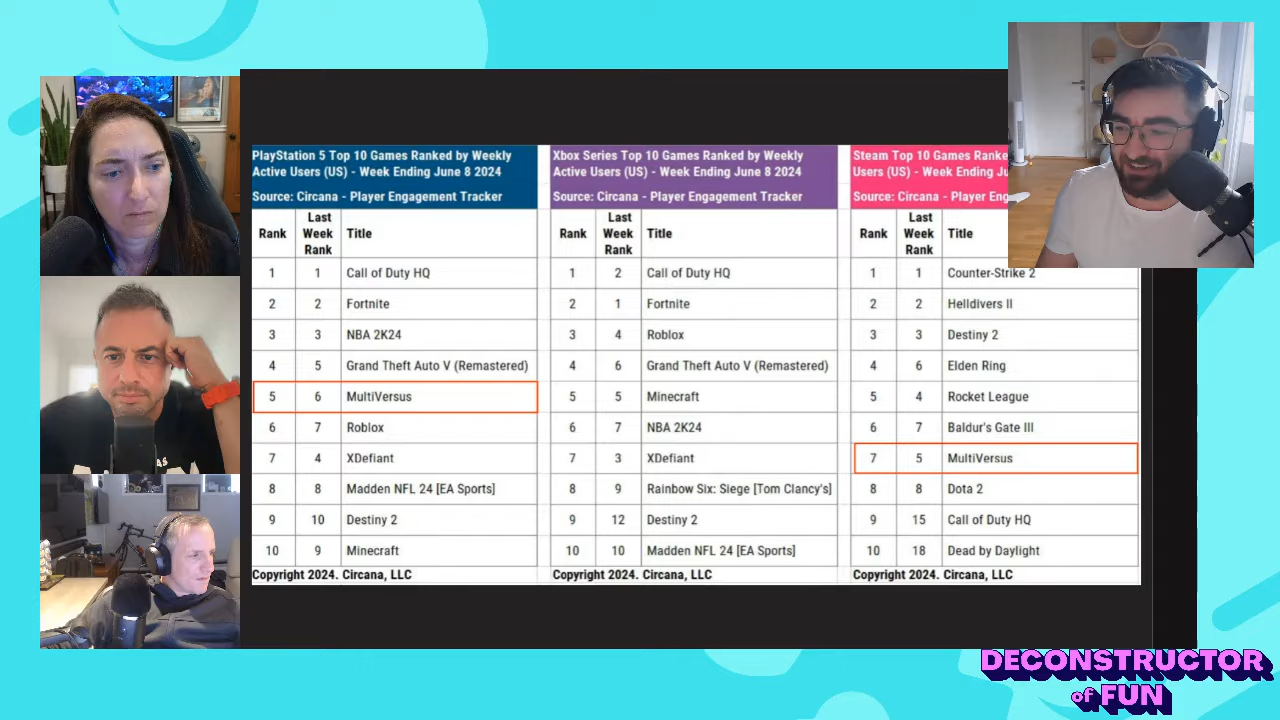 PlayStation 5 Top 10 Games Ranked by Weekly
Active Users (US) - Week Ending June 8 2024
Source: Circana - Player Engagement Tracker
Rank Last Week Rank Title
1 1 Call of Duty HQ
2 2 Fortnite
3 3 NBA 2K24
4 5 Grand Theft Auto V (Remastered)
5 6 MultiVersus
6 7 Roblox
7 4 XDefiant
8 8 Madden NFL 24 [EA Sports]
9 10 Destiny 2
10 9 Minecraft
Copyright 2024. Circana, LLC
Xbox Series Top 10 Games Ranked by Weekly
Active Users (US) - Week Ending June 8 2024
Source: Circana - Player Engagement Tracker
Rank Last Week Rank Title
1 2 Call of Duty HQ
2 1 Fortnite
3 4 Roblox
4 6 Grand Theft Auto V (Remastered)
5 5 Minecraft
6 7 NBA 2K24
7 3 XDefiant
8 9 Rainbow Six: Siege [Tom Clancy's]
9 12 Destiny 2
10 10 Madden NFL 24 [EA Sports]
Copyright 2024. Circana, LLC
Steam Top 10 Games Ranke
Users (US) - Week Ending Ju
Source: Circana - Player Eng
Rank Last Week Rank Title
1 1 Counter-Strike 2
2 2 Helldivers II
3 3 Destiny 2
4 6 Elden Ring
5 4 Rocket League
6 7 Baldur's Gate III
7 5 MultiVersus
8 8 Dota 2
9 15 Call of Duty HQ
10 18 Dead by Daylight
Copyright 2024. Circana, LLC
DECONSTRUCTOR
of FUN